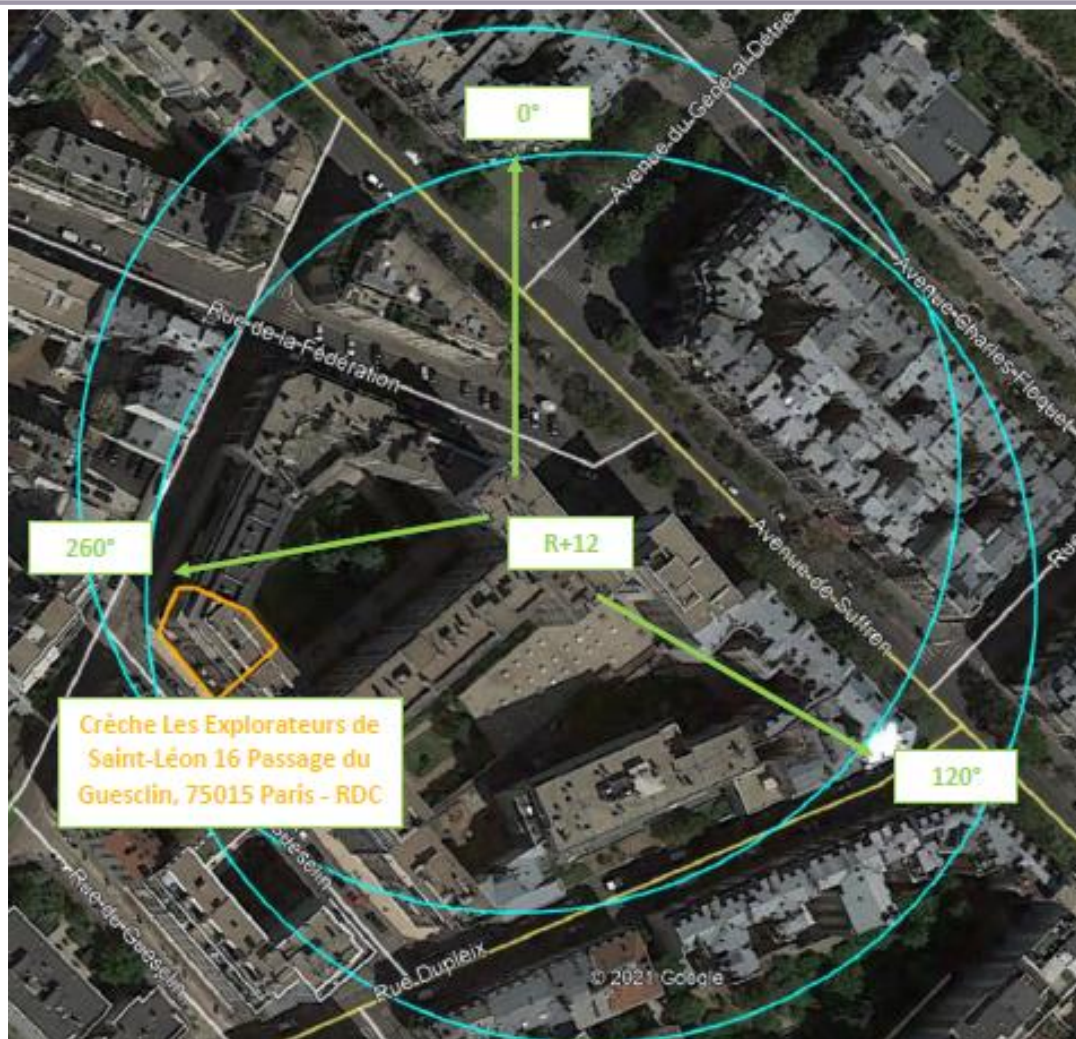 0°
Avenue du Général Détrie
Avenue-Charles-Floquet
Rue-de-la-Fédération
260°
R+12
Rue
Avenue-de-Suffren
Crèche Les Explorateurs de
Saint-Léon 16 Passage du
Guesclin, 75015 Paris - RDC
120°
Guesclin
Rue-du-Guesclin
Rue Dupleix
© 2021 Google